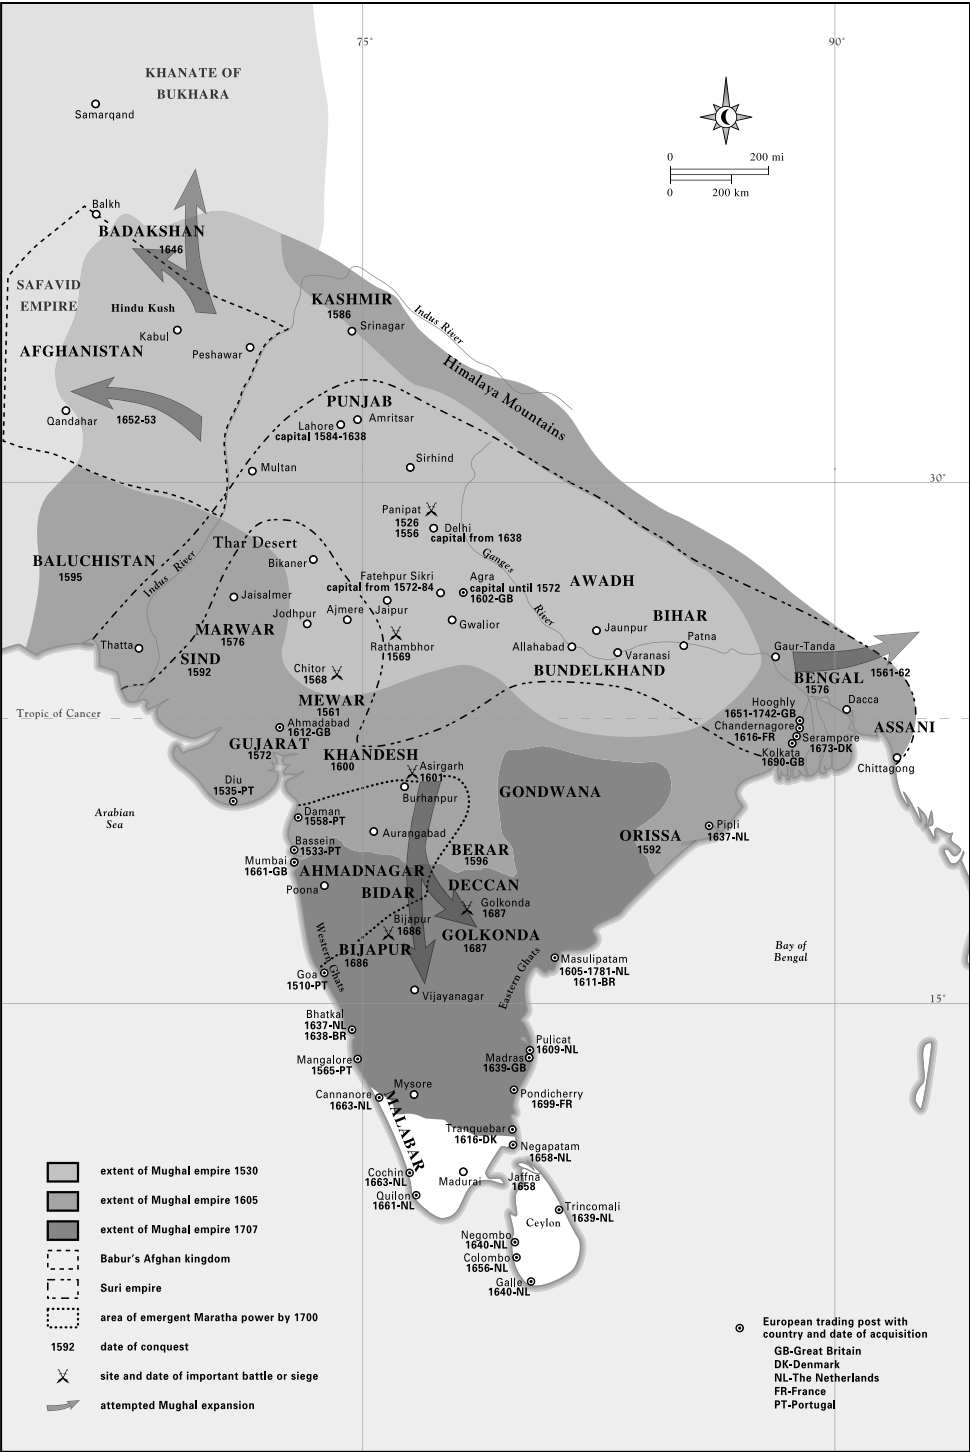 75°
90°
KHANATE OF
BUKHARA
Samarqand
0
200 mi
0
200 km
Balkh
BADAKSHAN
1646
SAFAVID
EMPIRE
Hindu Kush
KASHMIR
1586
Srinagar
Indus River
Kabul
AFGHANISTAN
Peshawar
Himalaya Mountains
Qandahar
1652-53
PUNJAB
Amritsar
Lahore
capital 1584-1638
Multan
Sirhind
30°
Panipat
1526
1556
Delhi
capital from 1638
Thar Desert
Bikaner
Ganges
River
BALUCHISTAN
1595
Indus River
Fatehpur Sikri
capital from 1572-84
Agra
capital until 1572
1602-GB
AWADH
Jaisalmer
Jodhpur
Ajmere
Jaipur
Gwalior
BIHAR
Jaunpur
Patna
MARWAR
1576
Rathambhor
1569
Allahabad
Varanasi
Gaur-Tanda
Thatta
SIND
1592
Chitor
1568
BUNDELKHAND
BENGAL
1576
1561-62
MEWAR
1561
Hooghly
1651-1742-GB
Dacca
Tropic of Cancer
Ahmadabad
1612-GB
Chandernagore
1616-FR
ASSANI
GUJARAT
1572
KHANDESH
1600
Serampore
1673-DK
Kolkata
1690-GB
Chittagong
Asirgarh
1601
Diu
1535-PT
Burhanpur
GONDWANA
Arabian
Sea
Daman
1558-PT
Aurangabad
ORISSA
1592
Pipli
1637-NL
Bassein
1533-PT
BERAR
1596
Mumbai
1661-GB
AHMADNAGAR
Poona
BIDAR
DECCAN
Golkonda
1687
Bijapur
1686
GOLKONDA
1687
BIJAPUR
1686
Western Ghats
Eastern Ghats
Bay of
Bengal
Masulipatam
1605-1781-NL
1611-BR
Goa
1510-PT
Vijayanagar
15°
Bhatkal
1637-NL
1638-BR
Pulicat
1609-NL
Mangalore
1565-PT
Madras
1639-GB
Cannanore
1663-NL
Mysore
Pondicherry
1699-FR
MALABAR
Tranquebar
1616-DK
Negapatam
1658-NL
Cochin
1663-NL
Madurai
Jaffna
1658
Quilon
1661-NL
Trincomali
1639-NL
Ceylon
Negombo
1640-NL
Colombo
1656-NL
Galle
1640-NL
extent of Mughal empire 1530
extent of Mughal empire 1605
extent of Mughal empire 1707
Babur's Afghan kingdom
Suri empire
area of emergent Maratha power by 1700
1592 date of conquest
site and date of important battle or siege
attempted Mughal expansion
European trading post with
country and date of acquisition
GB-Great Britain
DK-Denmark
NL-The Netherlands
FR-France
PT-Portugal